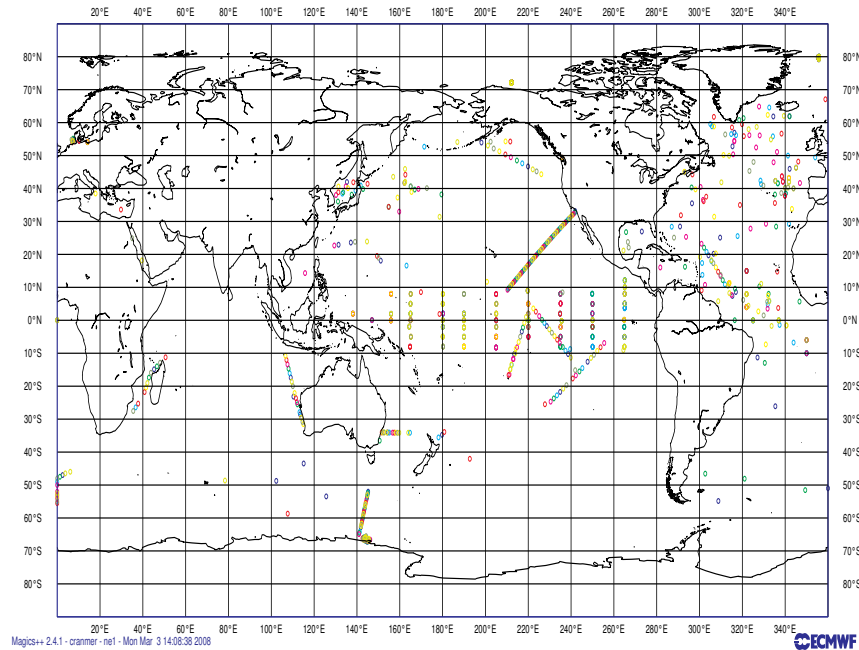 20°E 40°E 60°E 80°E 100°E 120°E 140°E 160°E 180°E 200°E 220°E 240°E 260°E 280°E 300°E 320°E 340°E
80°N 80°N
70°N 70°N
60°N 60°N
50°N 50°N
40°N 40°N
30°N 30°N
20°N 20°N
10°N 10°N
0°N 0°N
10°S 10°S
20°S 20°S
30°S 30°S
40°S 40°S
50°S 50°S
60°S 60°S
70°S 70°S
80°S 80°S
20°E 40°E 60°E 80°E 100°E 120°E 140°E 160°E 180°E 200°E 220°E 240°E 260°E 280°E 300°E 320°E 340°E
Magics++ 2.4.1 - cranmer - ne1 - Mon Mar 3 14:08:38 2008
ECMWF